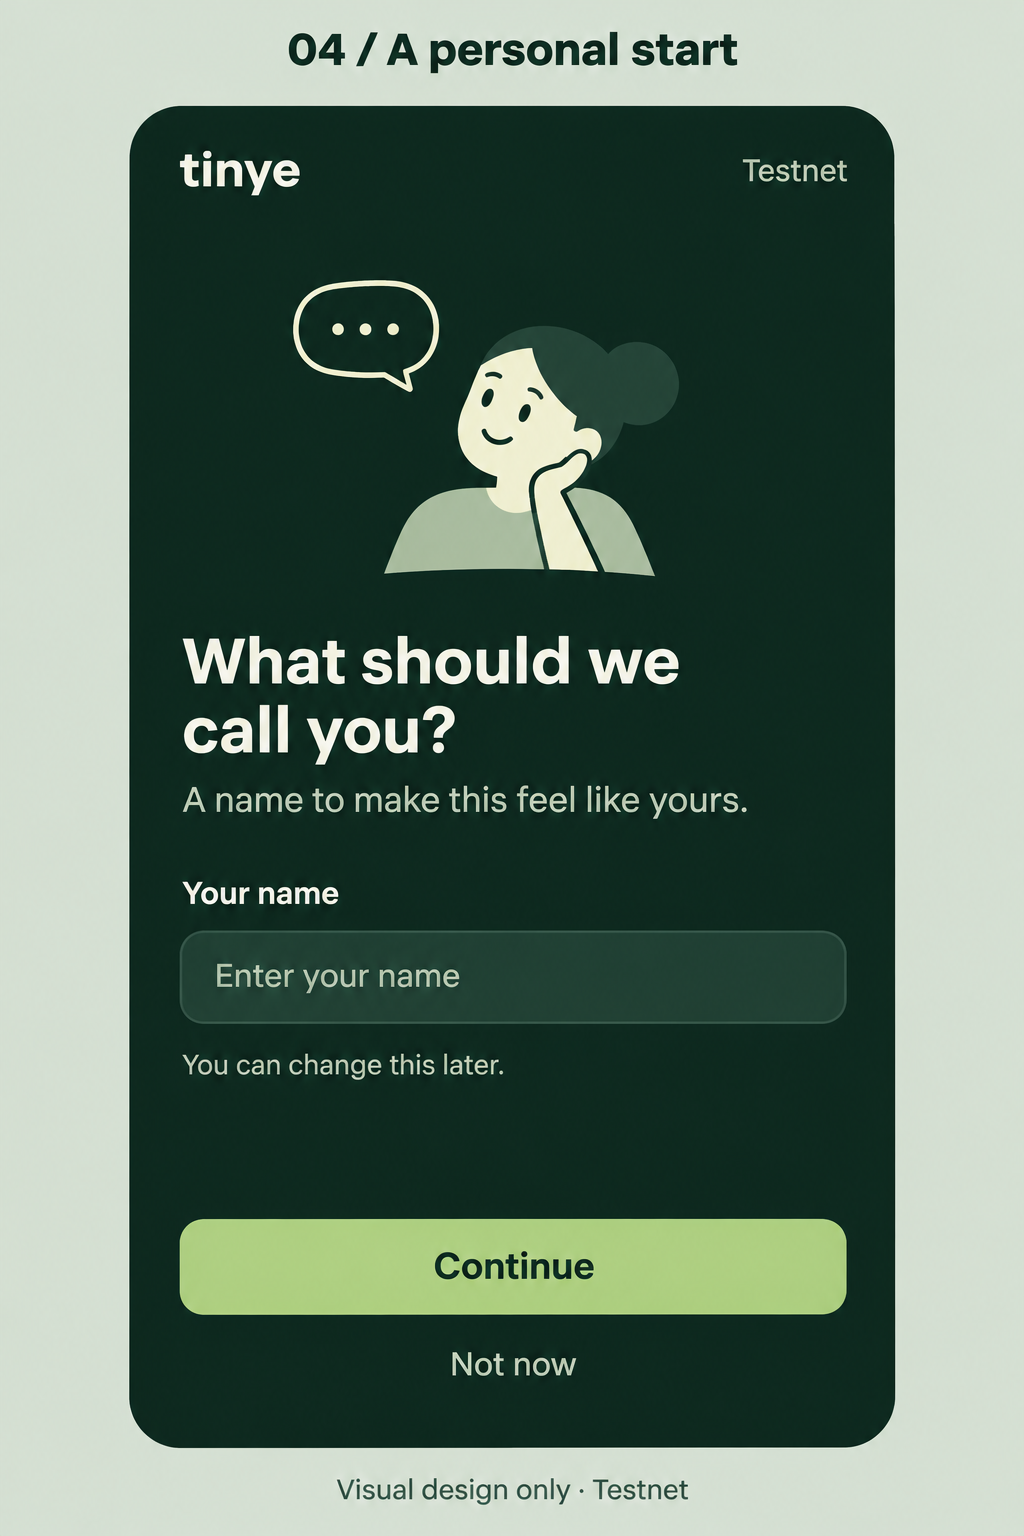 04 / A personal start
tinye
Testnet
What should we
call you?
A name to make this feel like yours.
Your name
Enter your name
You can change this later.
Continue
Not now
Visual design only · Testnet